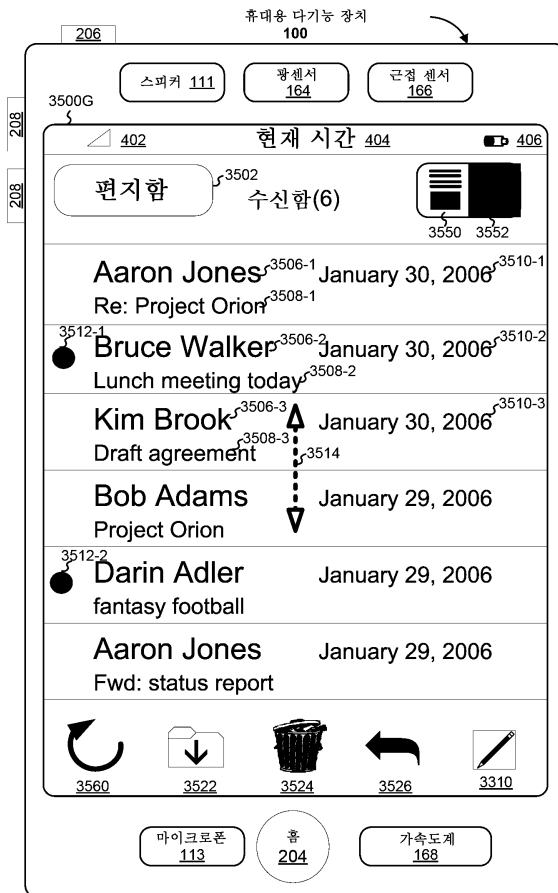 휴대용 다기능 장치
100
206
스피커 111
광센서
164
근접 센서
166
208
208
3500G
402
현재 시간 404
406
편지함
3502
수신함(6)
3550
3552
Aaron Jones 3506-1 January 30, 2006 3510-1
Re: Project Orion 3508-1
3512-1
Bruce Walker 3506-2 January 30, 2006 3510-2
Lunch meeting today 3508-2
Kim Brook 3506-3 January 30, 2006 3510-3
Draft agreement 3508-3
3514
Bob Adams January 29, 2006
Project Orion
3512-2
Darin Adler January 29, 2006
fantasy football
Aaron Jones January 29, 2006
Fwd: status report
3560 3522 3524 3526 3310
마이크로폰
113
홈
204
가속도계
168